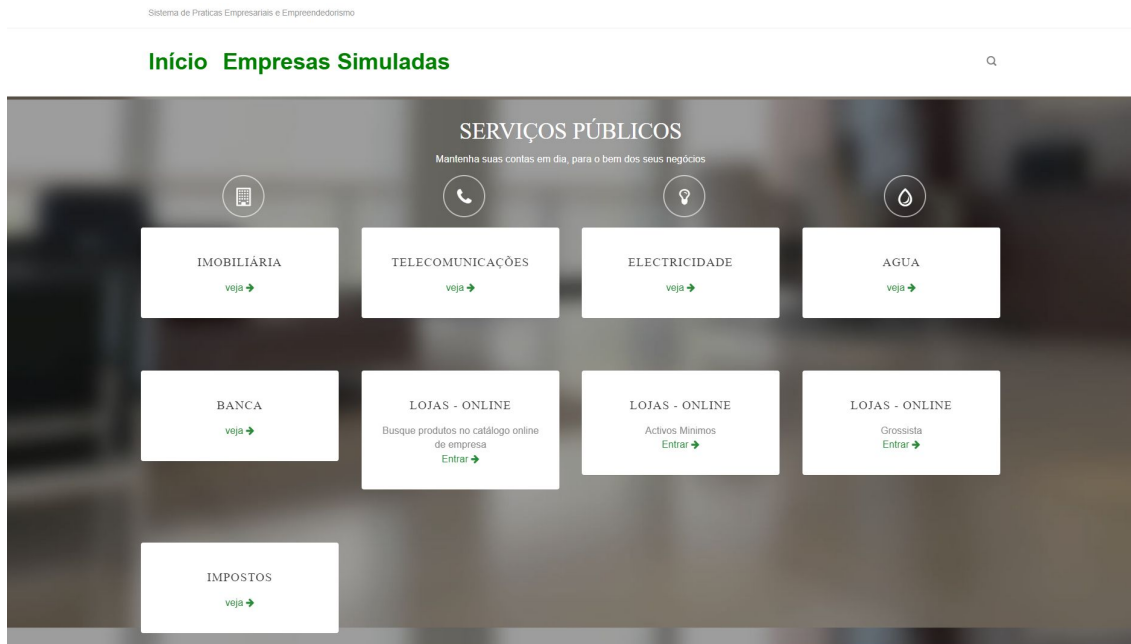 Sistema de Praticas Empresariais e Empreendedorismo
Início Empresas Simuladas
SERVIÇOS PÚBLICOS
Mantenha suas contas em dia, para o bem dos seus negócios
IMOBILIÁRIA
veja
TELECOMUNICAÇÕES
veja
ELECTRICIDADE
veja
AGUA
veja
BANCA
veja
LOJAS - ONLINE
Busque produtos no catálogo online
de empresa
Entrar
LOJAS - ONLINE
Activos Minimos
Entrar
LOJAS - ONLINE
Grossista
Entrar
IMPOSTOS
veja